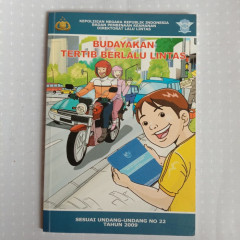 KEPOLISIAN NEGARA REPUBLIK INDONESIA
BADAN PEMBINAAN KEAMANAN
DIREKTORAT LALU LINTAS
BUDAYAKAN
TERTIB BERLALU LINTAS
SESUAI UNDANG-UNDANG NO 22
TAHUN 2009